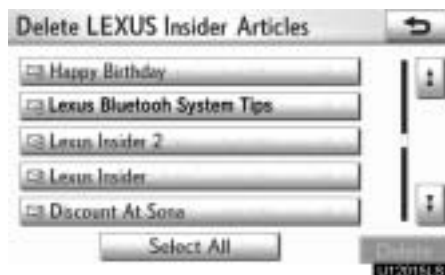 Delete LEXUS Insider Articles
Happy Birthday
Lexus Bluetooh System Tips
Lexus Insider 2
Lexus Insider
Discount At Sona
Select All
Delete